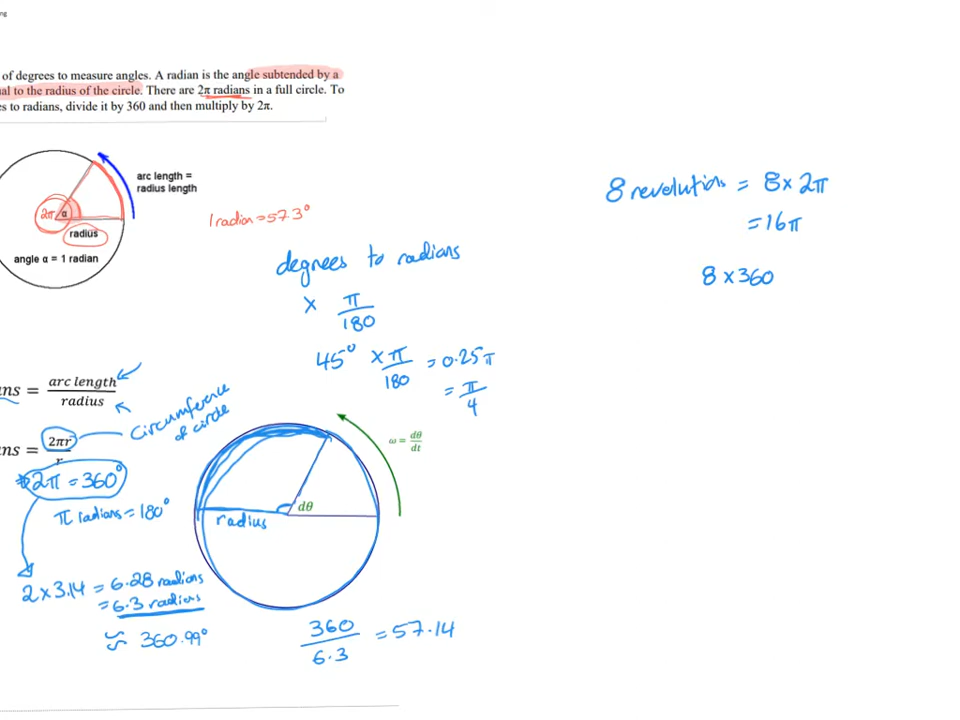 ng
of degrees to measure angles. A radian is the angle subtended by a
al to the radius of the circle. There are 2π radians in a full circle. To
s to radians, divide it by 360 and then multiply by 2π.
arc length =
radius length
2π α
radius
angle α = 1 radian
1 radian = 57.3°
degrees to radians
× π/180
45° × π/180 = 0.25π
= π/4
ns = arc length/radius
Circumference
of circle
ns = 2πr/r
2π = 360°
π radians = 180°
2 × 3.14 = 6.28 radians
= 6.3 radians
≈ 360.99°
ω = dθ/dt
dθ
radius
360/6.3 = 57.14
8 revolutions = 8 × 2π
= 16π
8 × 360